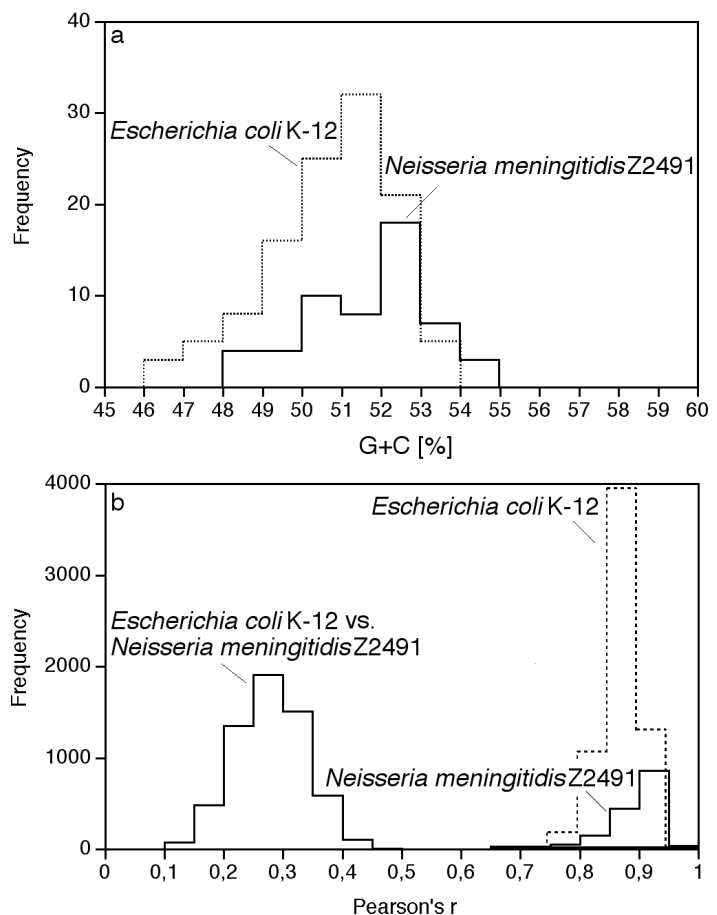 a
40
30
20
10
0
Frequency
Escherichia coli K-12
Neisseria meningitidis Z2491
45 46 47 48 49 50 51 52 53 54 55 56 57 58 59 60
G+C [%]
b
4000
3000
2000
1000
0
Frequency
Escherichia coli K-12
Escherichia coli K-12 vs.
Neisseria meningitidis Z2491
Neisseria meningitidis Z2491
0 0,1 0,2 0,3 0,4 0,5 0,6 0,7 0,8 0,9 1
Pearson's r